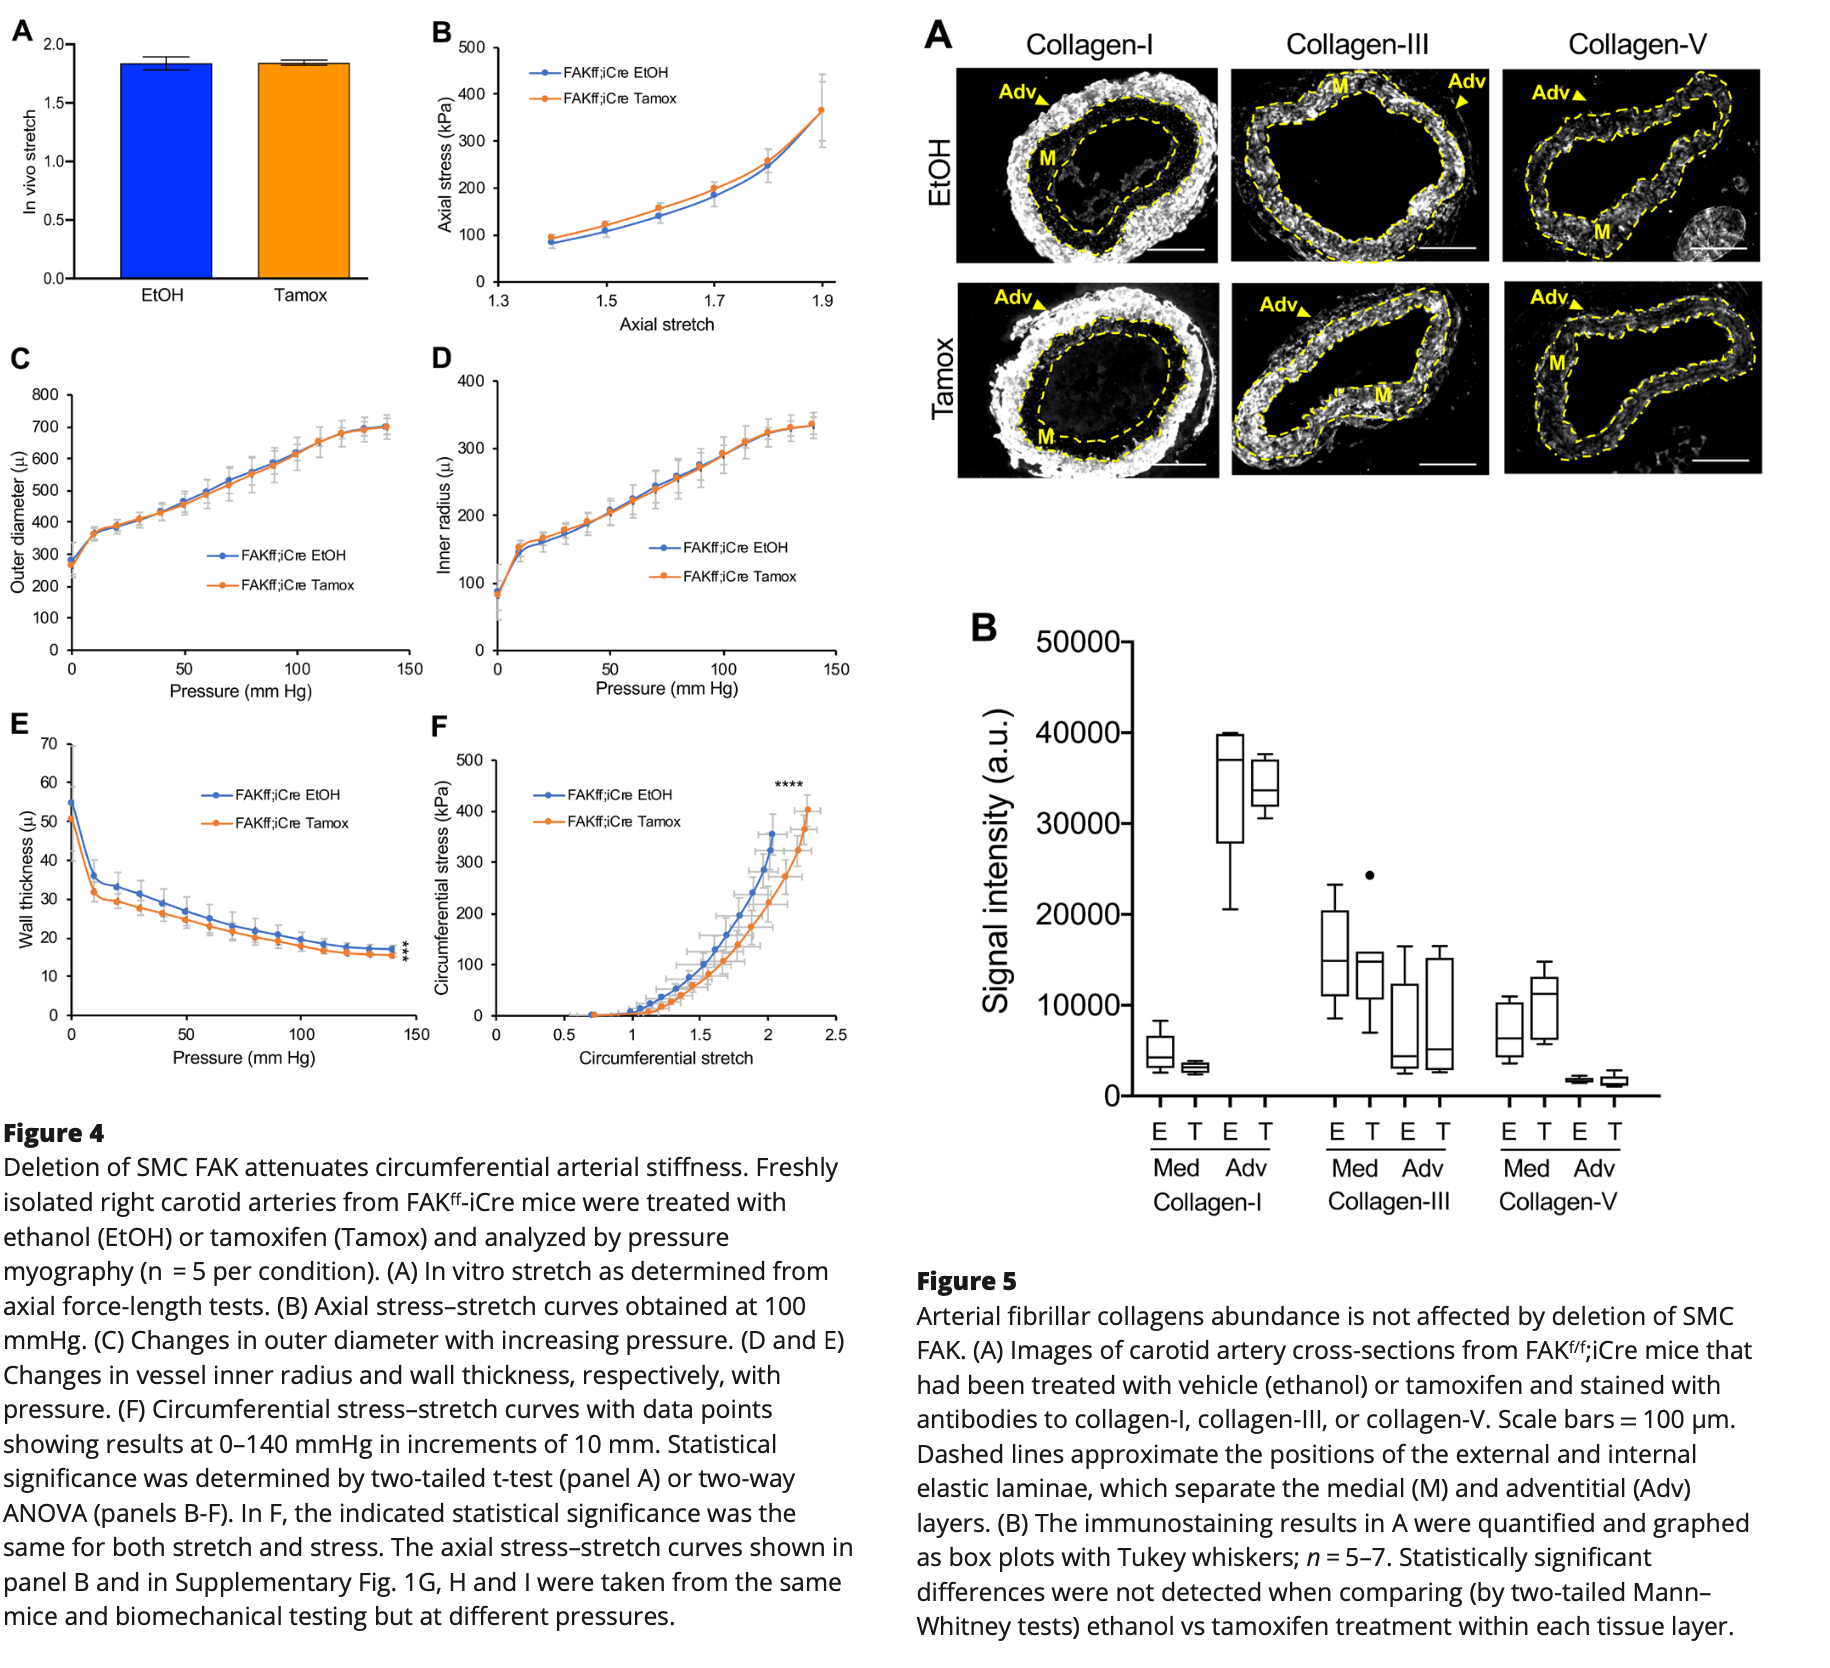 A
2.0
1.5
1.0
0.5
0.0
In vivo stretch
EtOH
Tamox
B
500
400
300
200
100
0
Axial stress (kPa)
FAKff;iCre EtOH
FAKff;iCre Tamox
1.3
1.5
1.7
1.9
Axial stretch
C
800
700
600
500
400
300
200
100
0
Outer diameter (μ)
FAKff;iCre EtOH
FAKff;iCre Tamox
0
50
100
150
Pressure (mm Hg)
D
400
300
200
100
0
Inner radius (μ)
FAKff;iCre EtOH
FAKff;iCre Tamox
0
50
100
150
Pressure (mm Hg)
E
70
60
50
40
30
20
10
0
Wall thickness (μ)
FAKff;iCre EtOH
FAKff;iCre Tamox
***
0
50
100
150
Pressure (mm Hg)
F
500
400
300
200
100
0
Circumferential stress (kPa)
FAKff;iCre EtOH
FAKff;iCre Tamox
****
0
0.5
1
1.5
2
2.5
Circumferential stretch
Figure 4
Deletion of SMC FAK attenuates circumferential arterial stiffness. Freshly
isolated right carotid arteries from FAKᶠᶠ-iCre mice were treated with
ethanol (EtOH) or tamoxifen (Tamox) and analyzed by pressure
myography (n = 5 per condition). (A) In vitro stretch as determined from
axial force-length tests. (B) Axial stress–stretch curves obtained at 100
mmHg. (C) Changes in outer diameter with increasing pressure. (D and E)
Changes in vessel inner radius and wall thickness, respectively, with
pressure. (F) Circumferential stress–stretch curves with data points
showing results at 0–140 mmHg in increments of 10 mm. Statistical
significance was determined by two-tailed t-test (panel A) or two-way
ANOVA (panels B-F). In F, the indicated statistical significance was the
same for both stretch and stress. The axial stress–stretch curves shown in
panel B and in Supplementary Fig. 1G, H and I were taken from the same
mice and biomechanical testing but at different pressures.
A
Collagen-I
Collagen-III
Collagen-V
EtOH
Adv
M
M
Adv
Adv
M
Tamox
Adv
M
Adv
M
Adv
M
B
50000
40000
30000
20000
10000
0
Signal intensity (a.u.)
E T E T
E T E T
E T E T
Med Adv
Med Adv
Med Adv
Collagen-I
Collagen-III
Collagen-V
Figure 5
Arterial fibrillar collagens abundance is not affected by deletion of SMC
FAK. (A) Images of carotid artery cross-sections from FAKᶠ/ᶠ;iCre mice that
had been treated with vehicle (ethanol) or tamoxifen and stained with
antibodies to collagen-I, collagen-III, or collagen-V. Scale bars = 100 μm.
Dashed lines approximate the positions of the external and internal
elastic laminae, which separate the medial (M) and adventitial (Adv)
layers. (B) The immunostaining results in A were quantified and graphed
as box plots with Tukey whiskers; n = 5–7. Statistically significant
differences were not detected when comparing (by two-tailed Mann–
Whitney tests) ethanol vs tamoxifen treatment within each tissue layer.